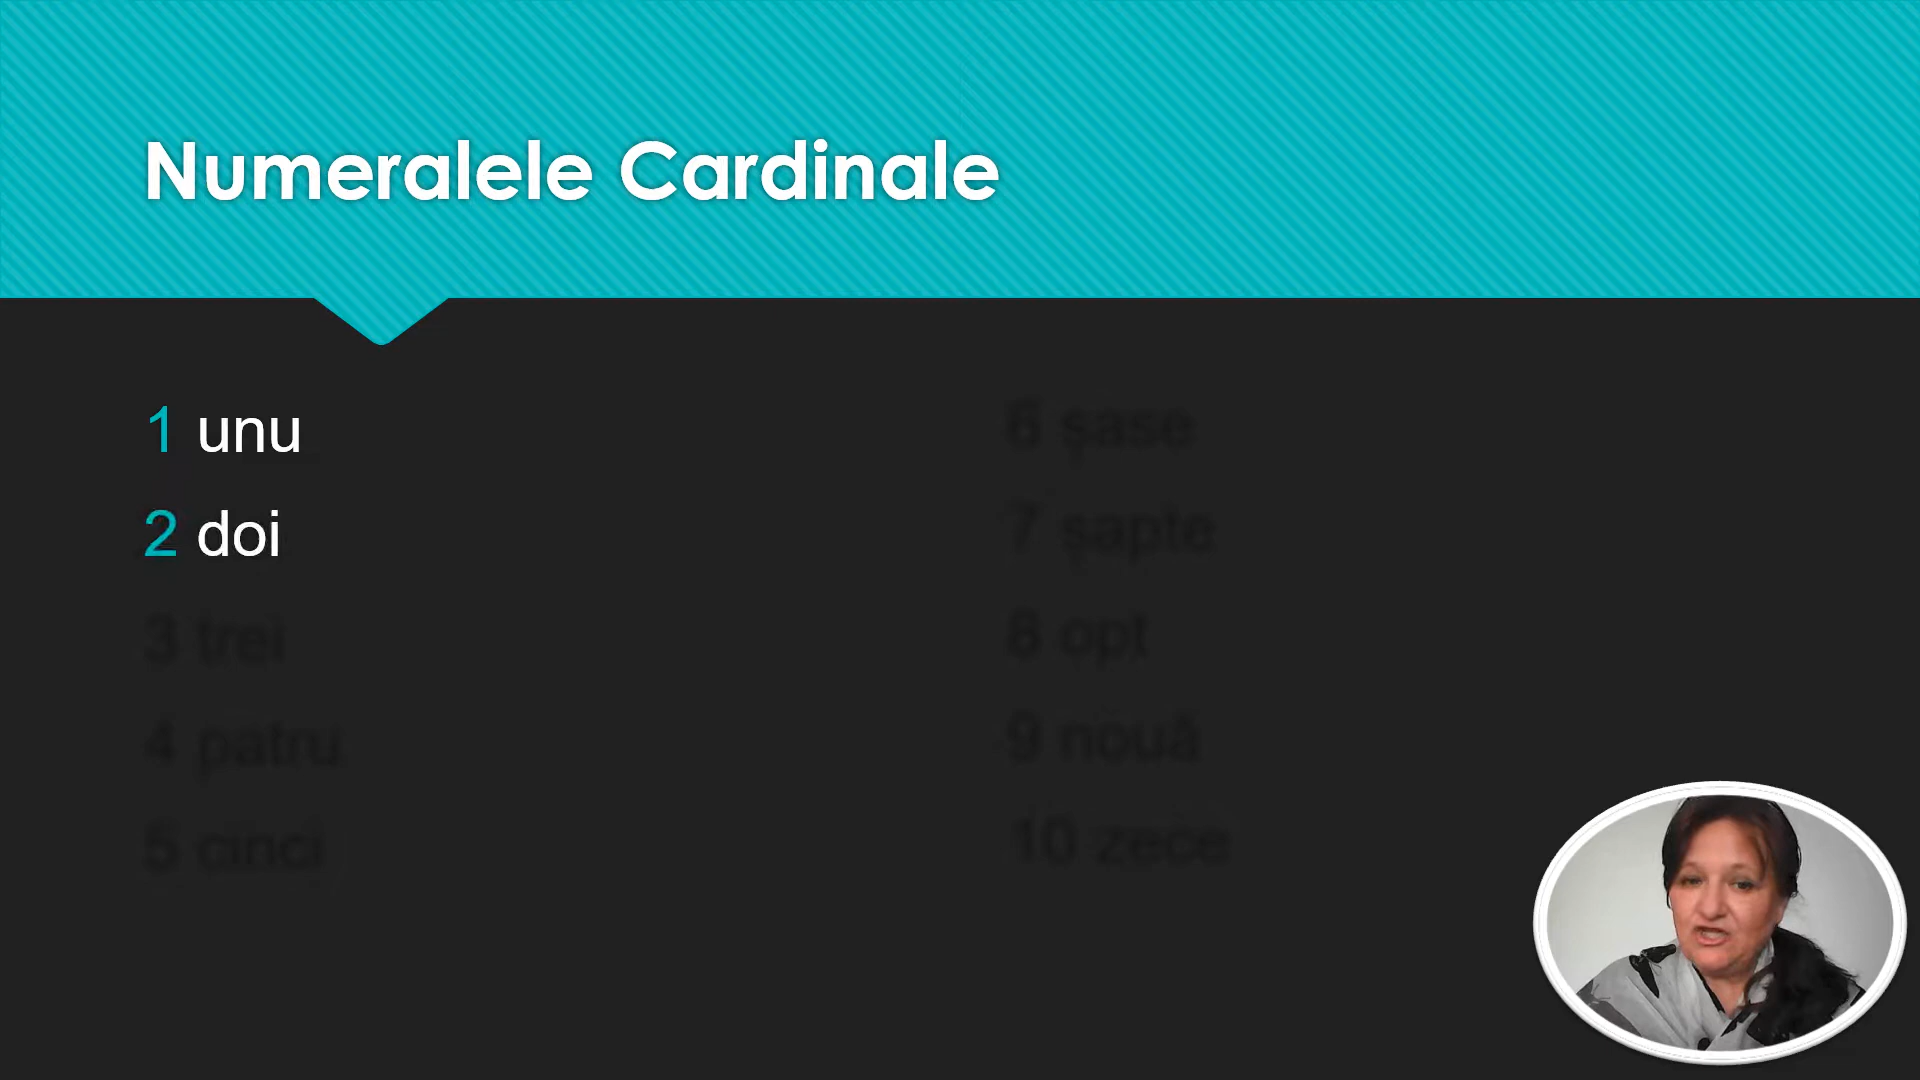 Numeralele Cardinale
1 unu
2 doi
3 trei
4 patru
5 cinci
6 șase
7 șapte
8 opt
9 nouă
10 zece